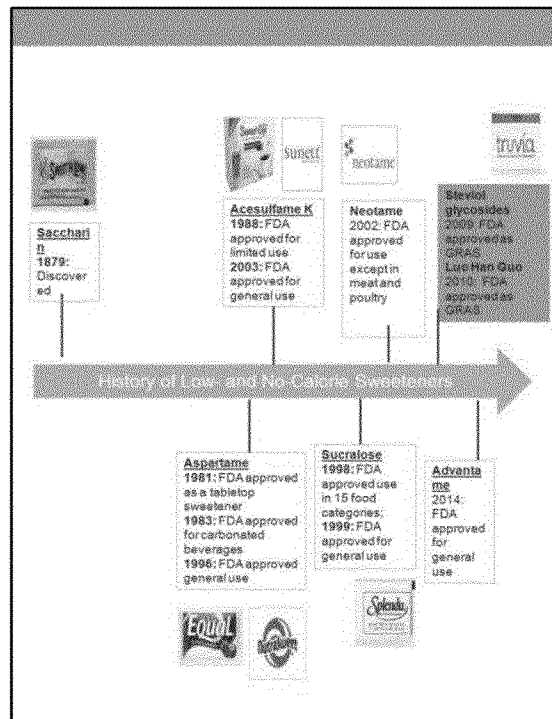 Sweet'N Low
Sweet One
sunett
neotame
truvia
Sacchari
n
1879:
Discover
ed
Acesulfame K
1988: FDA
approved for
limited use
2003: FDA
approved for
general use
Neotame
2002: FDA
approved
for use
except in
meat and
poultry
Steviol
glycosides
2009: FDA
approved as
GRAS
Luo Han Guo
2010: FDA
approved as
GRAS
History of Low- and No-Calorie Sweeteners
Aspartame
1981: FDA approved
as a tabletop
sweetener
1983: FDA approved
for carbonated
beverages
1996: FDA approved
general use
Sucralose
1998: FDA
approved use
in 15 food
categories;
1999: FDA
approved for
general use
Advanta
me
2014:
FDA
approved
for
general
use
Equal
NutraSweet
Splenda